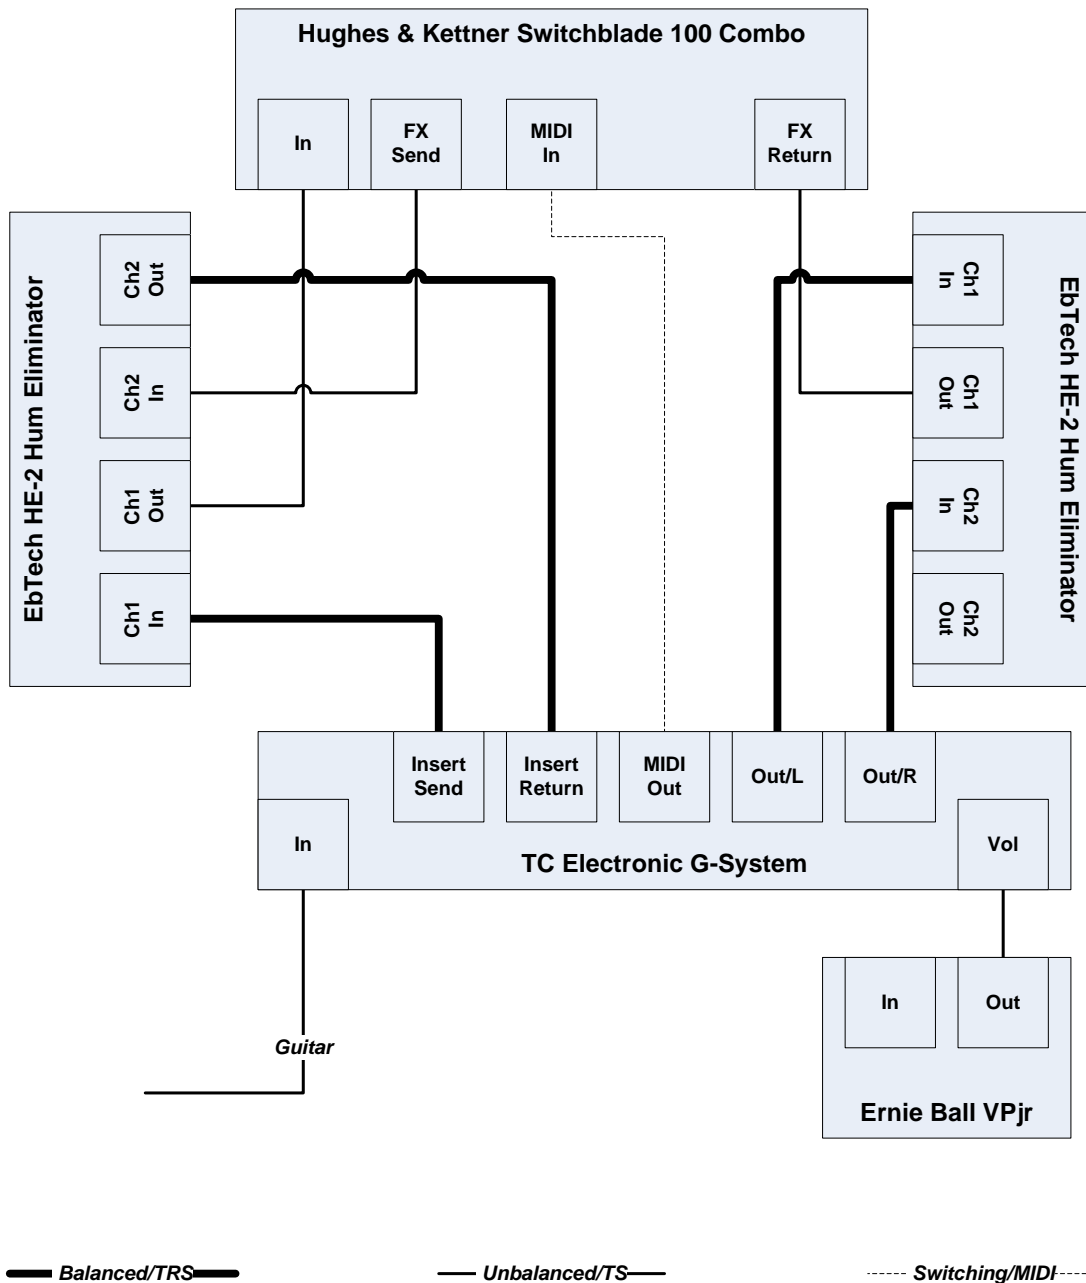 Hughes & Kettner Switchblade 100 Combo
In
FX
Send
MIDI
In
FX
Return
EbTech HE-2 Hum Eliminator
Ch2
Out
Ch2
In
Ch1
Out
Ch1
In
Ch1
In
Ch1
Out
Ch2
In
Ch2
Out
EbTech HE-2 Hum Eliminator
Insert
Send
Insert
Return
MIDI
Out
Out/L
Out/R
In
Vol
TC Electronic G-System
In
Out
Guitar
Ernie Ball VPjr
Balanced/TRS
Unbalanced/TS
Switching/MIDI